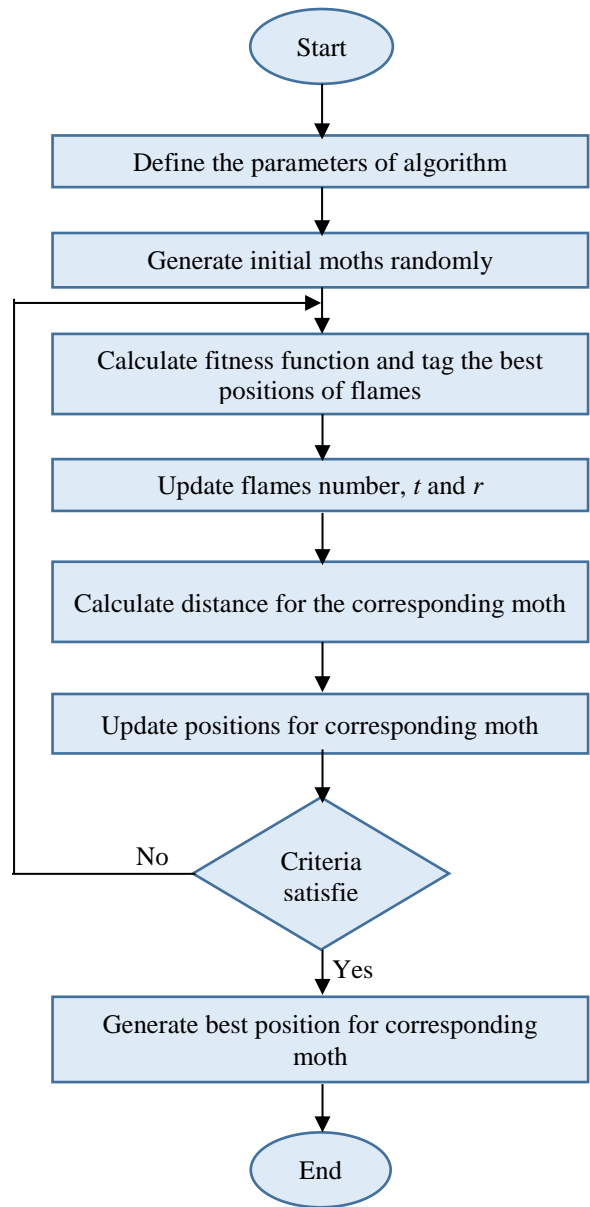 Start
Define the parameters of algorithm
Generate initial moths randomly
Calculate fitness function and tag the best
positions of flames
Update flames number, t and r
Calculate distance for the corresponding moth
Update positions for corresponding moth
No
Criteria
satisfie
Yes
Generate best position for corresponding
moth
End